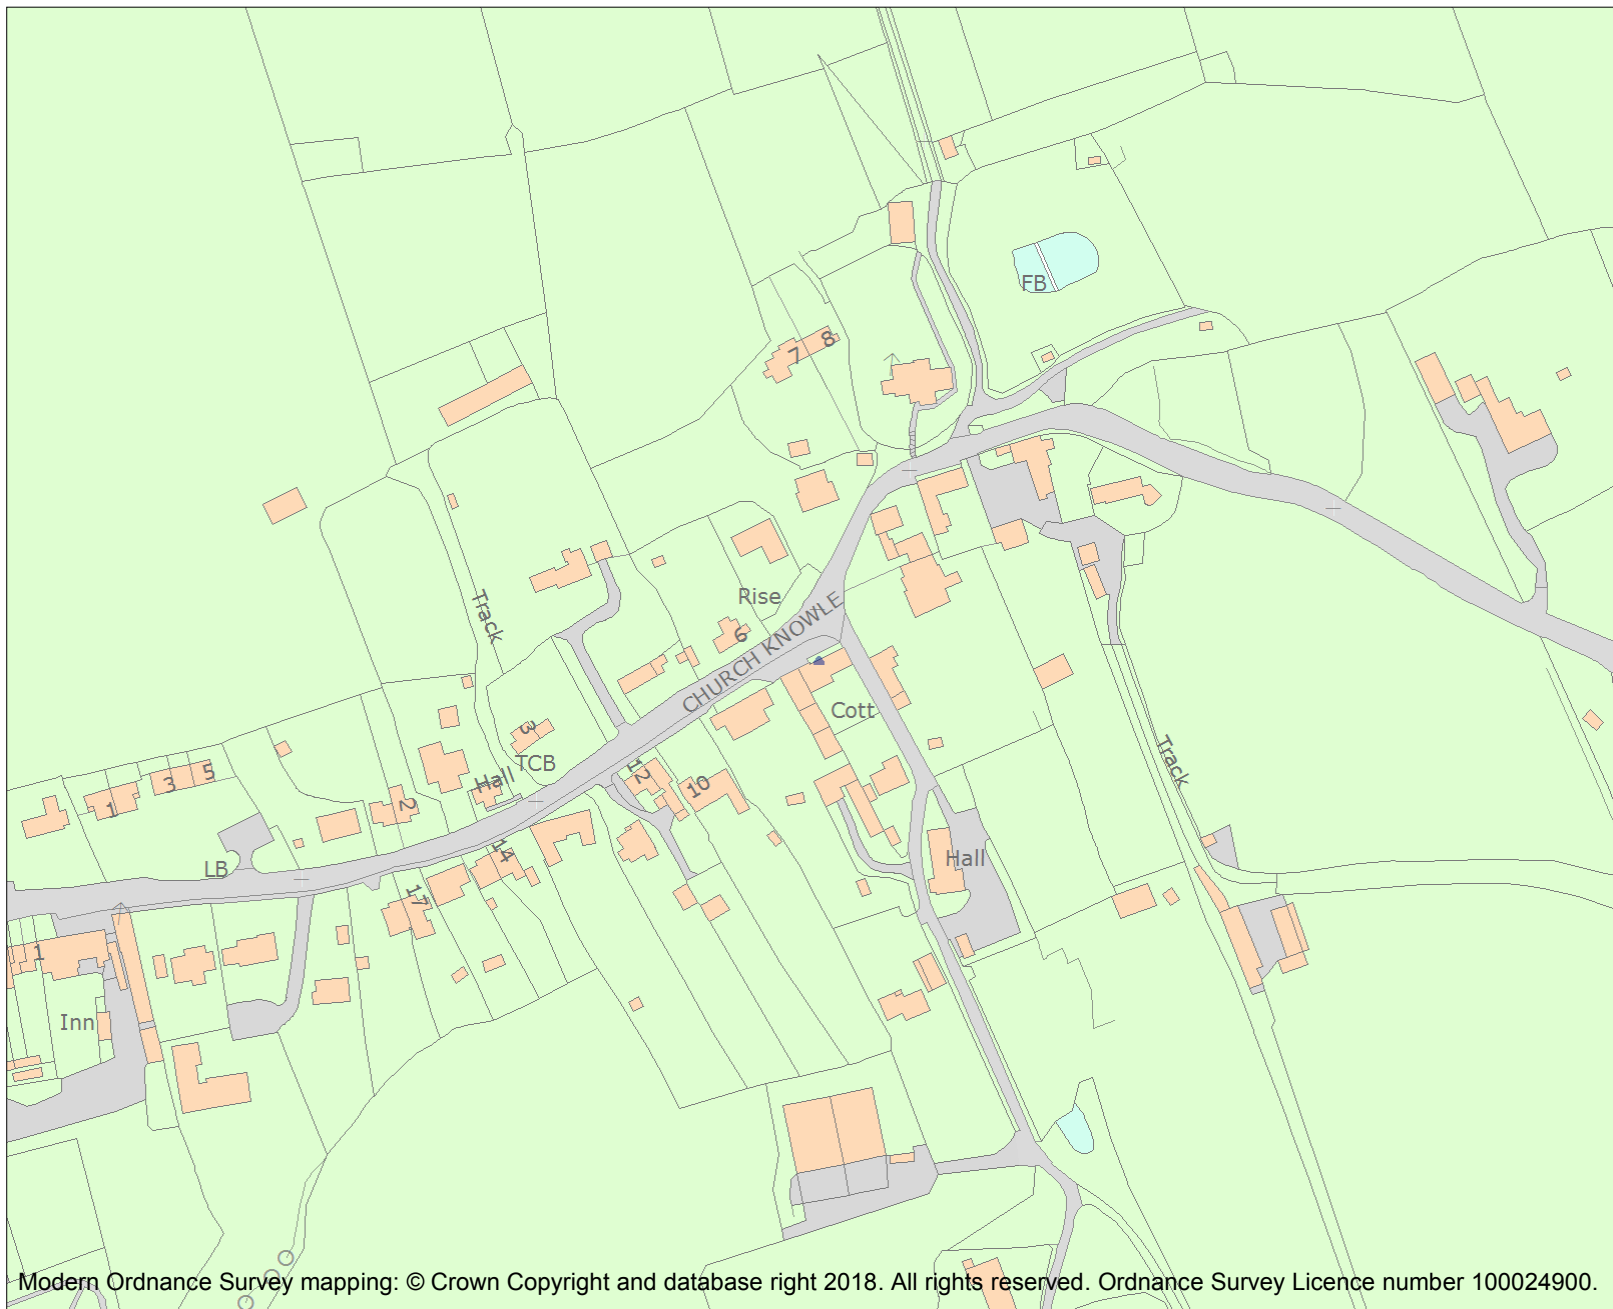 FB
7
8
Track
Rise
6
CHURCH KNOWLE
Cott
3
TCB
Hall
12
10
Track
1
3
5
2
LB
14
17
Hall
1
Inn
Modern Ordnance Survey mapping: © Crown Copyright and database right 2018. All rights reserved. Ordnance Survey Licence number 100024900.